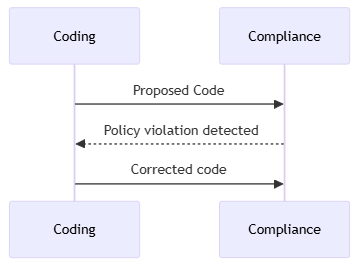 Coding
Compliance
Proposed Code
Policy violation detected
Corrected code
Coding
Compliance